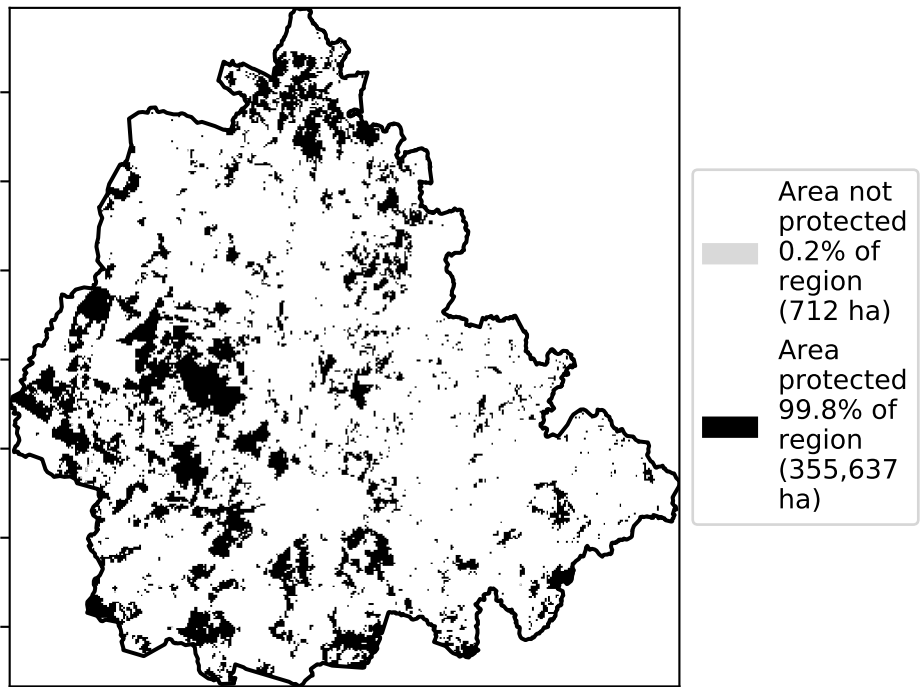 Area not
protected
0.2% of
region
(712 ha)
Area
protected
99.8% of
region
(355,637
ha)